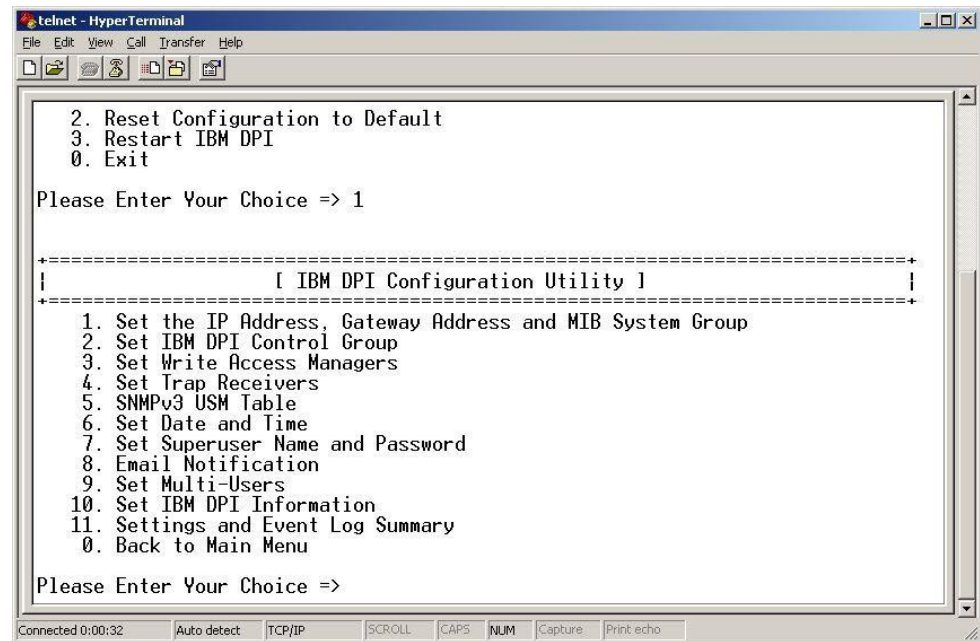 telnet - HyperTerminal
File Edit View Call Transfer Help
2. Reset Configuration to Default
3. Restart IBM DPI
0. Exit
Please Enter Your Choice => 1
+============================================================================+
| [ IBM DPI Configuration Utility ] |
+============================================================================+
1. Set the IP Address, Gateway Address and MIB System Group
2. Set IBM DPI Control Group
3. Set Write Access Managers
4. Set Trap Receivers
5. SNMPv3 USM Table
6. Set Date and Time
7. Set Superuser Name and Password
8. Email Notification
9. Set Multi-Users
10. Set IBM DPI Information
11. Settings and Event Log Summary
0. Back to Main Menu
Please Enter Your Choice =>
Connected 0:00:32 Auto detect TCP/IP SCROLL CAPS NUM Capture Print echo